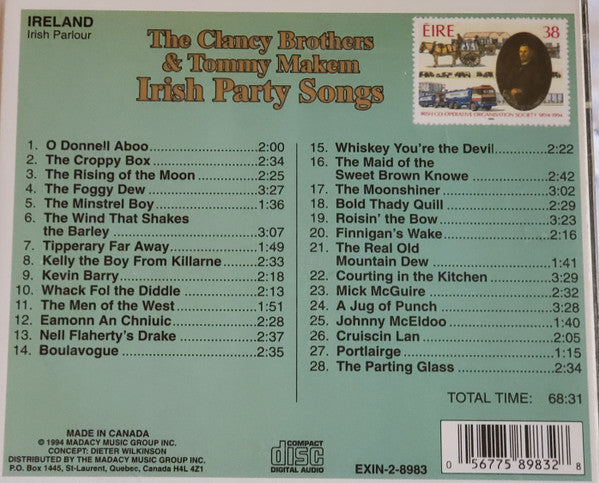 IRELAND
Irish Parlour
The Clancy Brothers
& Tommy Makem
Irish Party Songs
ÉIRE 38
IRISH CO-OPERATIVE ORGANISATION SOCIETY 1894-1994
1. O Donnell Aboo 2:00
2. The Croppy Box 2:34
3. The Rising of the Moon 2:25
4. The Foggy Dew 3:27
5. The Minstrel Boy 1:36
6. The Wind That Shakes
the Barley 3:07
7. Tipperary Far Away 1:49
8. Kelly the Boy From Killarne 2:33
9. Kevin Barry 2:18
10. Whack Fol the Diddle 2:13
11. The Men of the West 1:51
12. Eamonn An Chniuic 2:28
13. Nell Flaherty's Drake 2:37
14. Boulavogue 2:35
15. Whiskey You're the Devil 2:22
16. The Maid of the
Sweet Brown Knowe 2:42
17. The Moonshiner 3:02
18. Bold Thady Quill 2:29
19. Roisin' the Bow 3:23
20. Finnigan's Wake 2:16
21. The Real Old
Mountain Dew 1:41
22. Courting in the Kitchen 3:29
23. Mick McGuire 2:32
24. A Jug of Punch 3:28
25. Johnny McEldoo 1:40
26. Cruiscin Lan 2:05
27. Portlairge 1:15
28. The Parting Glass 2:34
TOTAL TIME: 68:31
MADE IN CANADA
© 1994 MADACY MUSIC GROUP INC.
CONCEPT: DIETER WILKINSON
DISTRIBUTED BY THE MADACY MUSIC GROUP INC.
P.O. Box 1445, St-Laurent, Quebec, Canada H4L 4Z1
COMPACT
disc
DIGITAL AUDIO
EXIN-2-8983
0 56775 89832 8